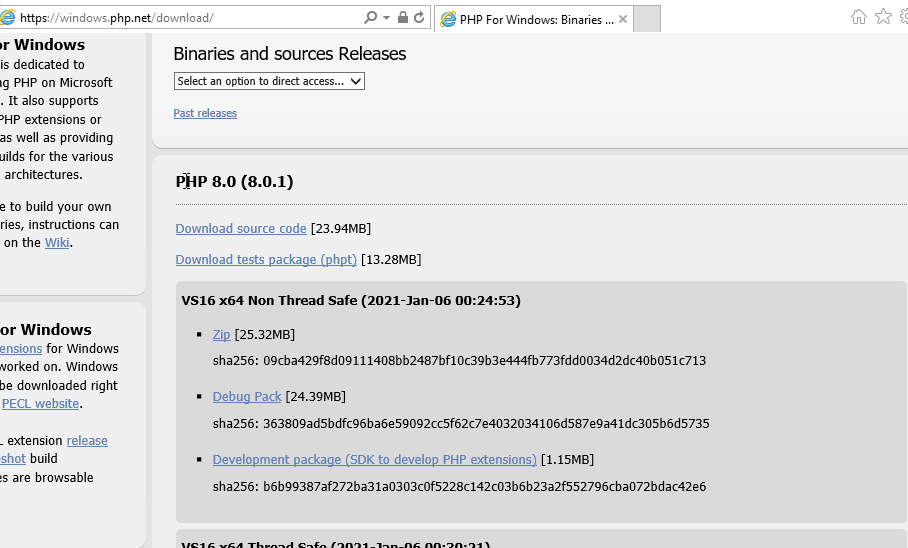 https://windows.php.net/download/
PHP For Windows: Binaries ...
or Windows
is dedicated to
ng PHP on Microsoft
. It also supports
PHP extensions or
as well as providing
uilds for the various
architectures.
e to build your own
ries, instructions can
on the Wiki.
or Windows
ensions for Windows
worked on. Windows
be downloaded right
PECL website.
L extension release
shot build
es are browsable
Binaries and sources Releases
Select an option to direct access...
Past releases
PHP 8.0 (8.0.1)
Download source code [23.94MB]
Download tests package (phpt) [13.28MB]
VS16 x64 Non Thread Safe (2021-Jan-06 00:24:53)
Zip [25.32MB]
sha256: 09cba429f8d09111408bb2487bf10c39b3e444fb773fdd0034d2dc40b051c713
Debug Pack [24.39MB]
sha256: 363809ad5bdfc96ba6e59092cc5f62c7e4032034106d587e9a41dc305b6d5735
Development package (SDK to develop PHP extensions) [1.15MB]
sha256: b6b99387af272ba31a0303c0f5228c142c03b6b23a2f552796cba072bdac42e6
VS16 x64 Thread Safe (2021-Jan-06 00:30:21)